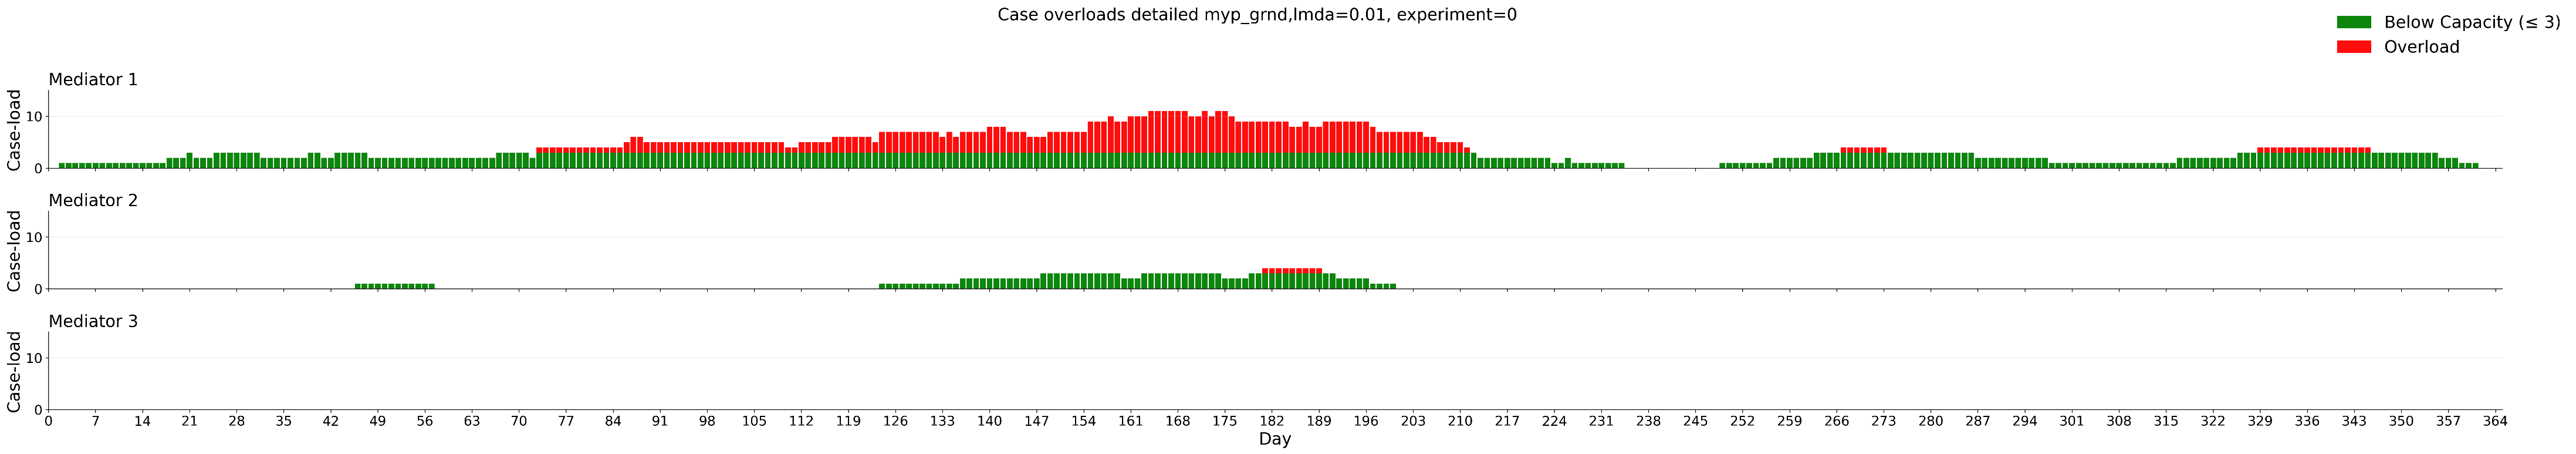 Case overloads detailed myp_grnd,lmda=0.01, experiment=0
Below Capacity (≤ 3)
Overload
Mediator 1
Case-load
10
0
Mediator 2
Case-load
10
0
Mediator 3
Case-load
10
0
0 7 14 21 28 35 42 49 56 63 70 77 84 91 98 105 112 119 126 133 140 147 154 161 168 175 182 189 196 203 210 217 224 231 238 245 252 259 266 273 280 287 294 301 308 315 322 329 336 343 350 357 364
Day